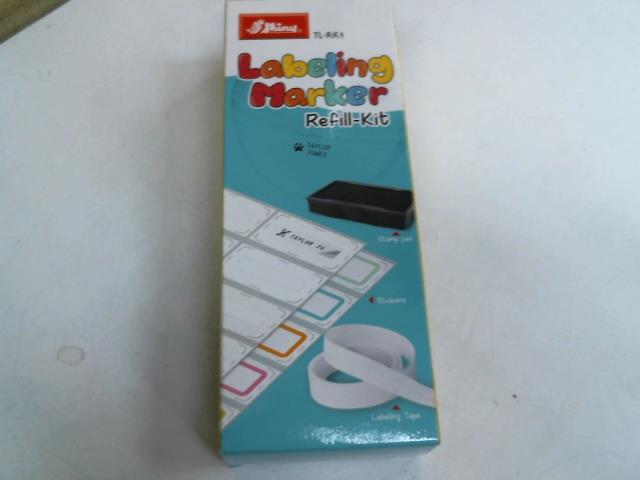 Shiny
TL-RK1
Labeling
Marker
Refill-Kit
TAYLOR
JONES
Stamp pad
TAYLOR JO
Stickers
Labeling Tape